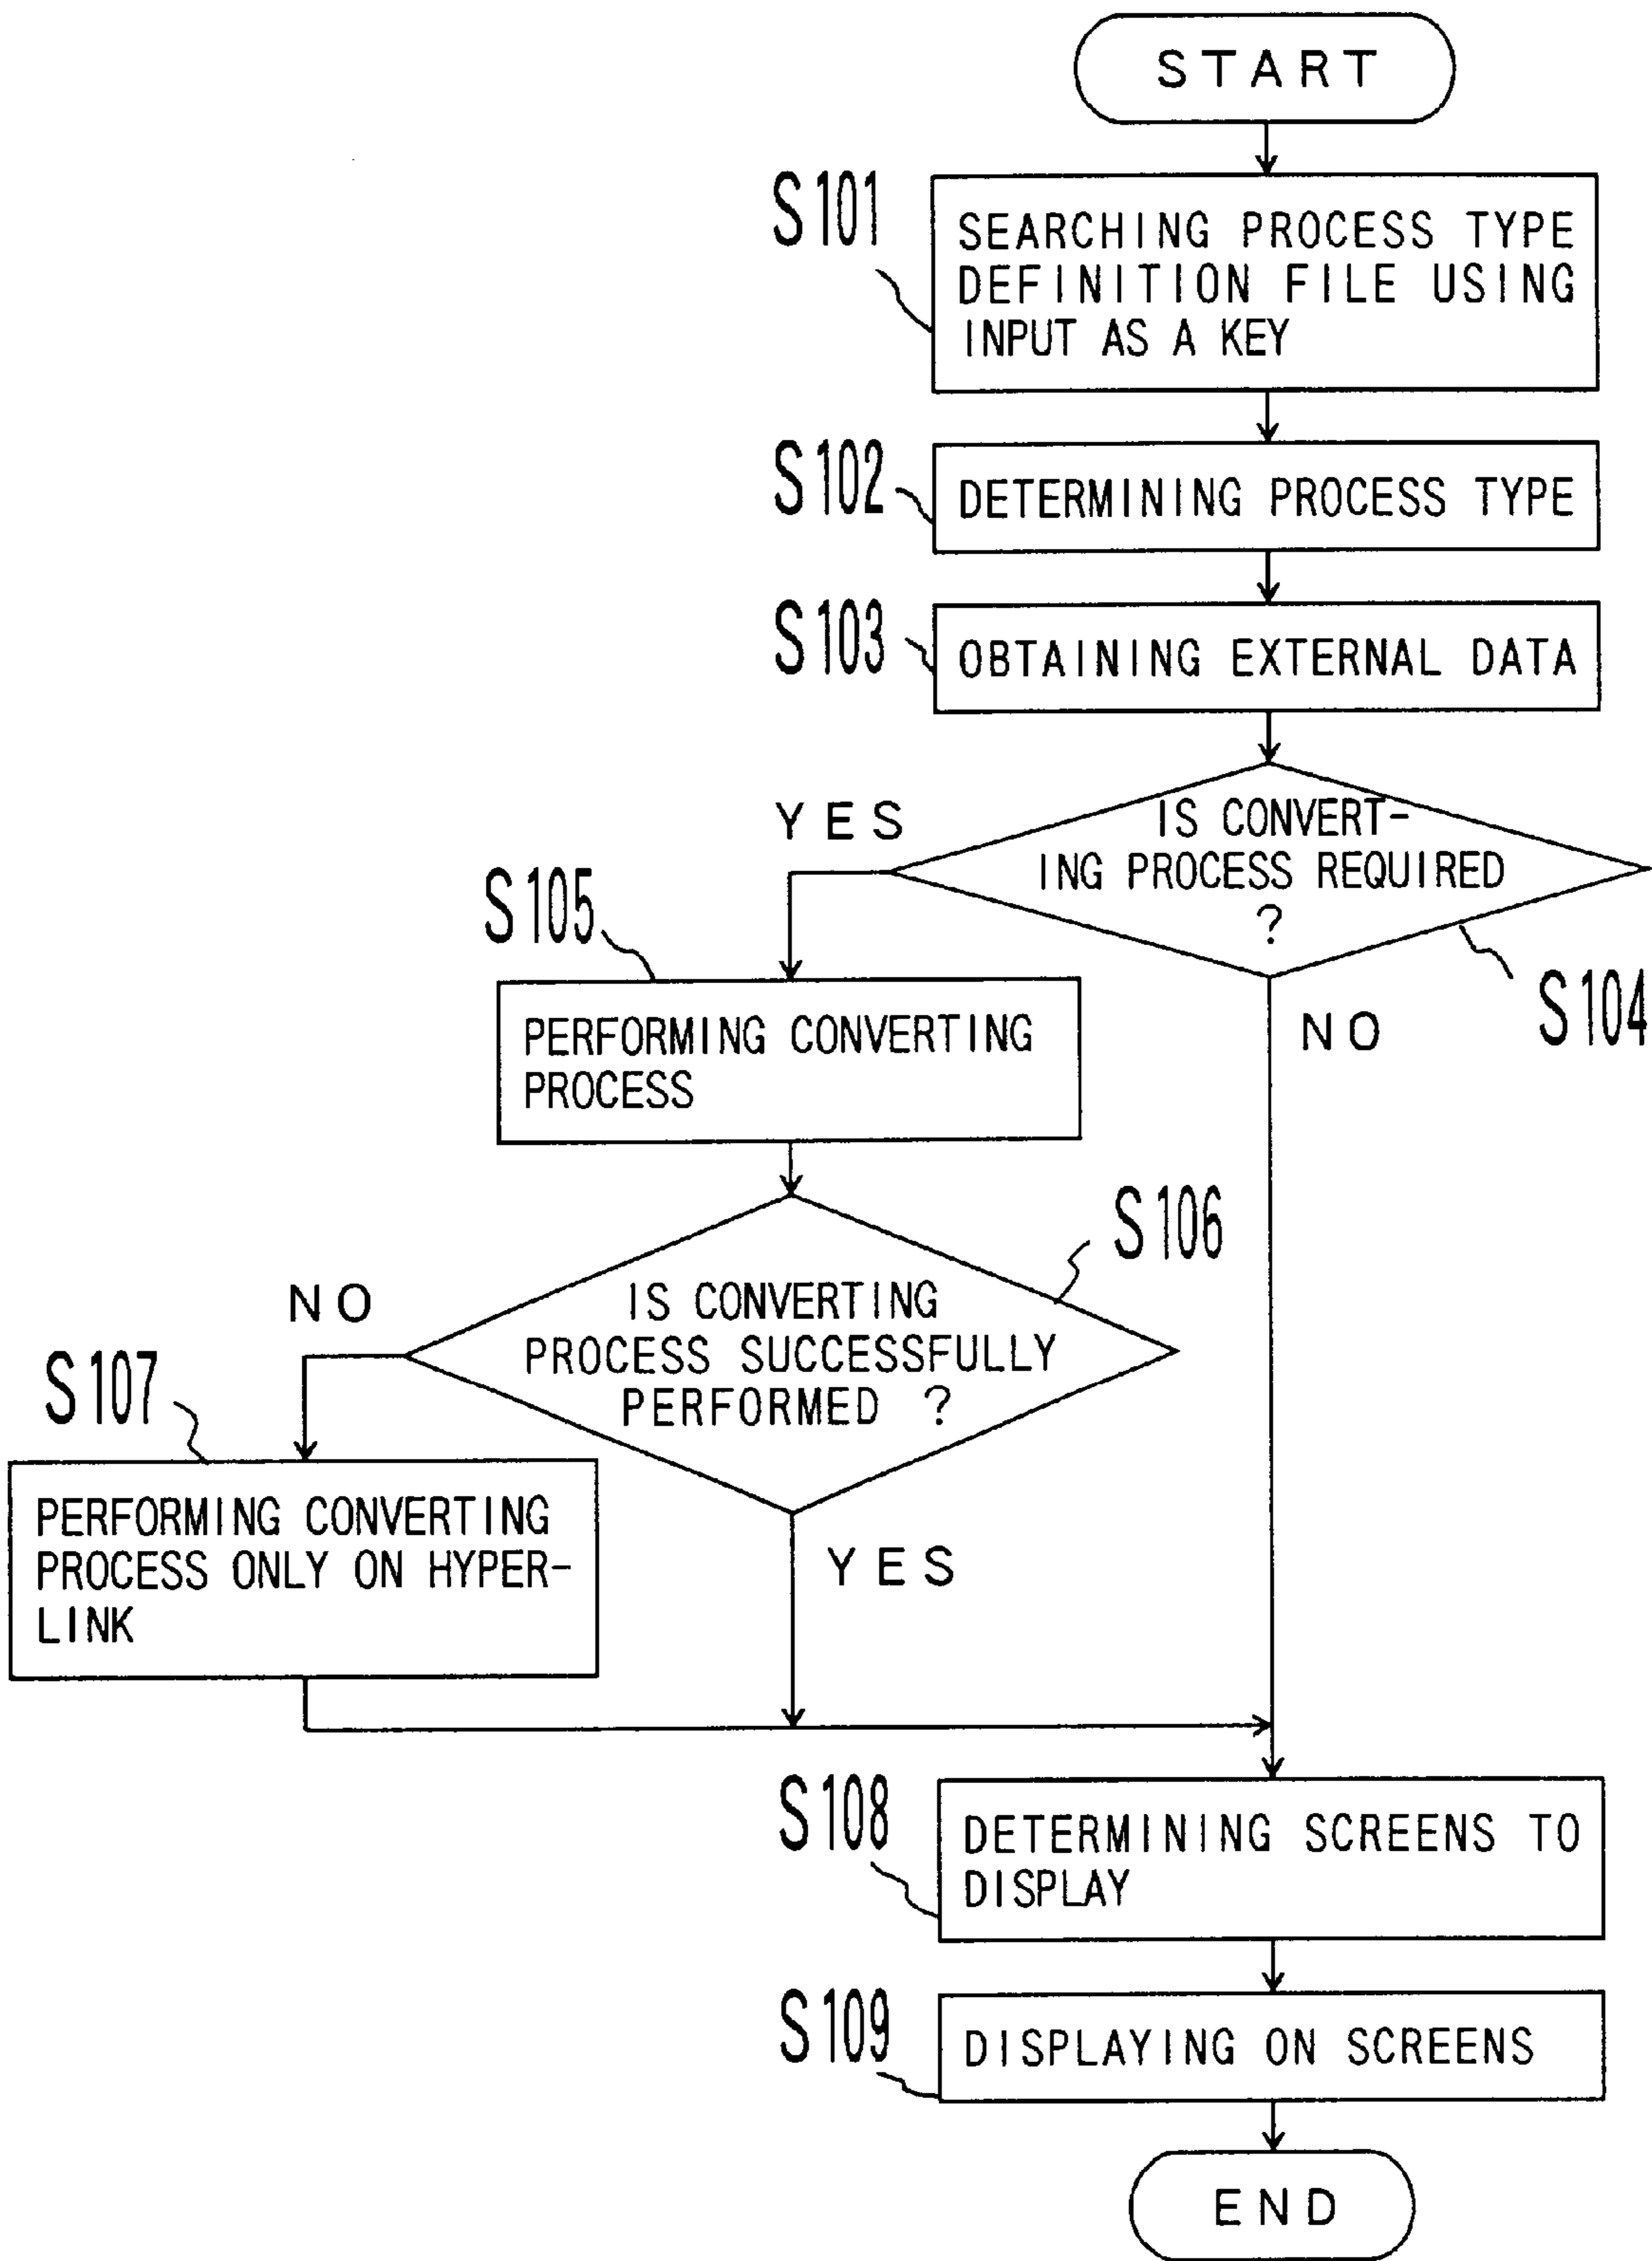 START
S101
SEARCHING PROCESS TYPE
DEFINITION FILE USING
INPUT AS A KEY
S102
DETERMINING PROCESS TYPE
S103
OBTAINING EXTERNAL DATA
YES
IS CONVERT-
ING PROCESS REQUIRED
?
S104
NO
S105
PERFORMING CONVERTING
PROCESS
S106
NO
IS CONVERTING
PROCESS SUCCESSFULLY
PERFORMED ?
S107
YES
PERFORMING CONVERTING
PROCESS ONLY ON HYPER-
LINK
S108
DETERMINING SCREENS TO
DISPLAY
S109
DISPLAYING ON SCREENS
END